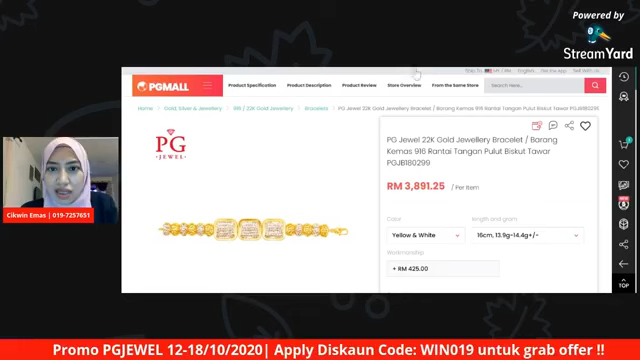 Powered by
StreamYard
PGMALL
Product Specification
Product Description
Product Review
Store Overview
From the Same Store
Search Here...
Home
Gold, Silver & Jewellery
916 / 22K Gold Jewellery
Bracelets
PG Jewel 22K Gold Jewellery Bracelet / Barang Kemas 916 Rantai Tangan Pulut Biskut Tawar PGJB180299
PG
JEWEL
PG Jewel 22K Gold Jewellery Bracelet / Barang
Kemas 916 Rantai Tangan Pulut Biskut Tawar
PGJB180299
RM 3,891.25 / Per Item
Color
length and gram
Yellow & White
16cm, 13.9g~14.4g+/-
Workmanship
+ RM 425.00
TOP
Cikwin Emas | 019-7257651
Promo PGJEWEL 12-18/10/2020| Apply Diskaun Code: WIN019 untuk grab offer !!